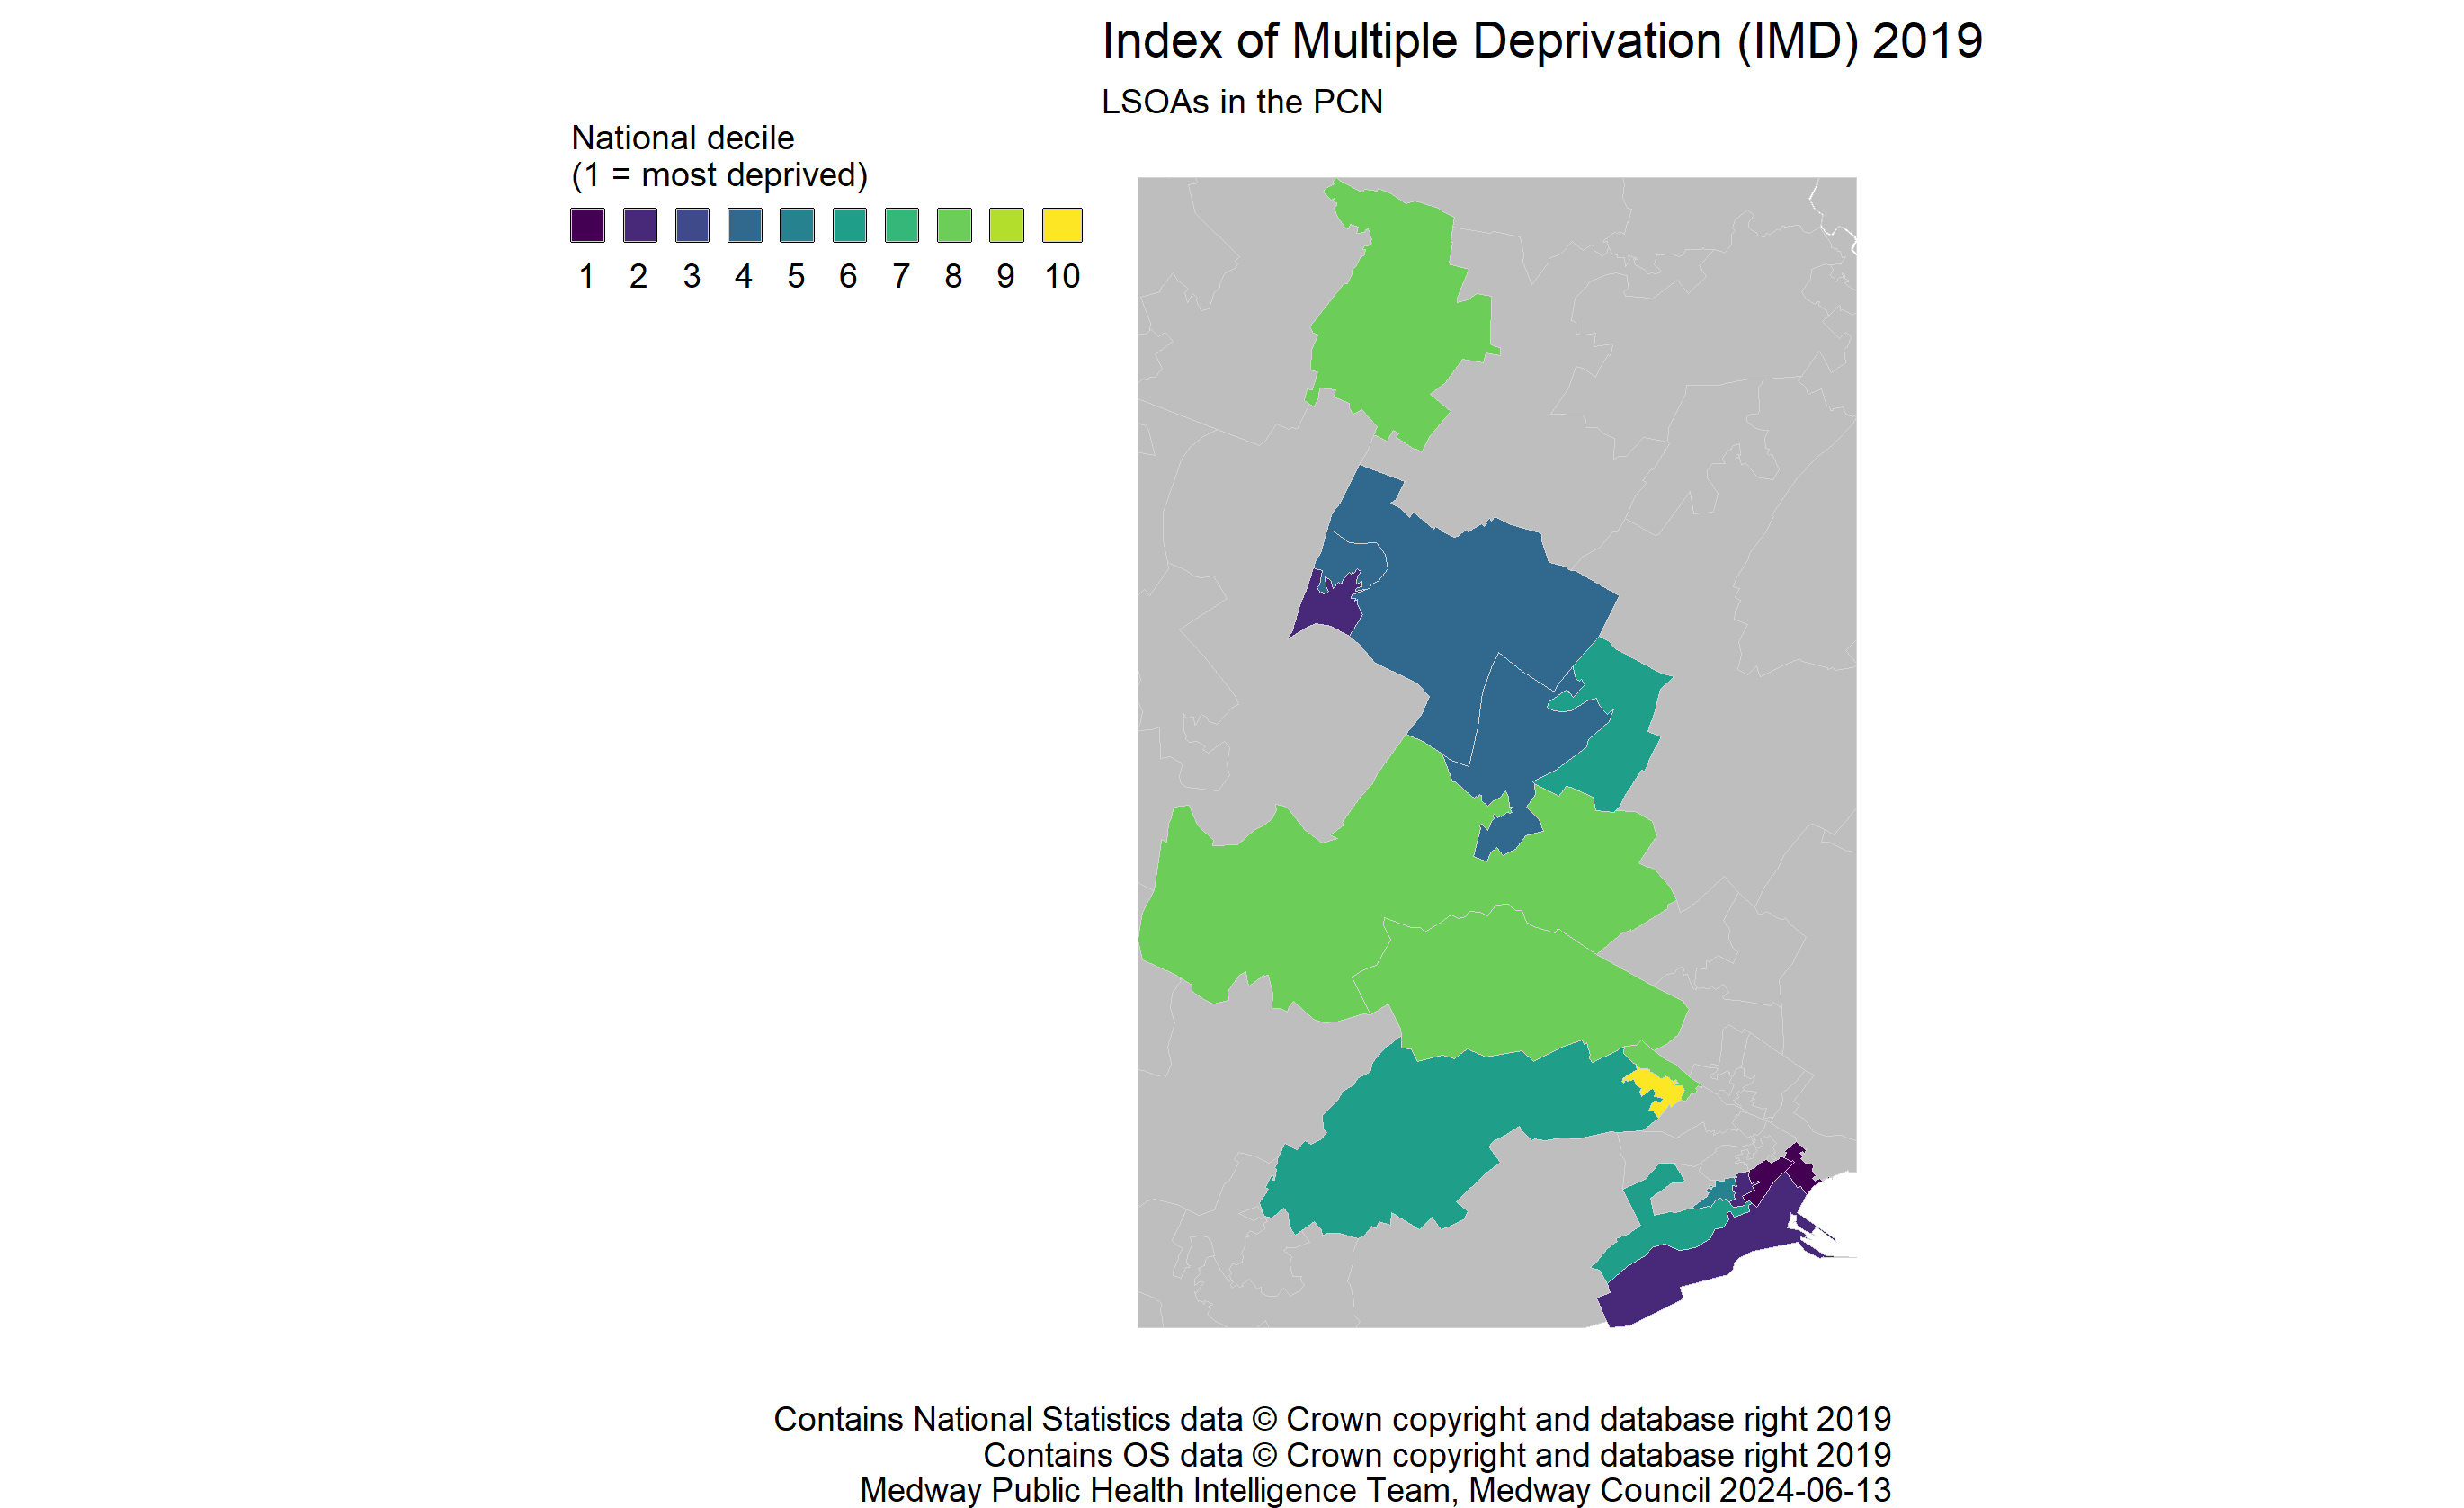 Index of Multiple Deprivation (IMD) 2019
LSOAs in the PCN
National decile
(1 = most deprived)
1 2 3 4 5 6 7 8 9 10
Contains National Statistics data © Crown copyright and database right 2019
Contains OS data © Crown copyright and database right 2019
Medway Public Health Intelligence Team, Medway Council 2024-06-13